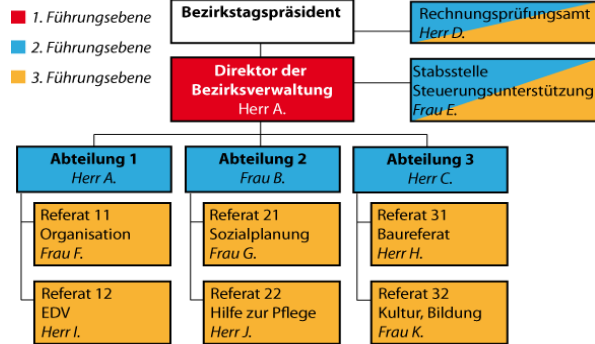 1. Führungsebene
2. Führungsebene
3. Führungsebene
Bezirkstagspräsident
Rechnungsprüfungsamt
Herr D.
Direktor der
Bezirksverwaltung
Herr A.
Stabsstelle
Steuerungsunterstützung
Frau E.
Abteilung 1
Herr A.
Abteilung 2
Frau B.
Abteilung 3
Herr C.
Referat 11
Organisation
Frau F.
Referat 21
Sozialplanung
Frau G.
Referat 31
Baureferat
Herr H.
Referat 12
EDV
Herr I.
Referat 22
Hilfe zur Pflege
Herr J.
Referat 32
Kultur, Bildung
Frau K.